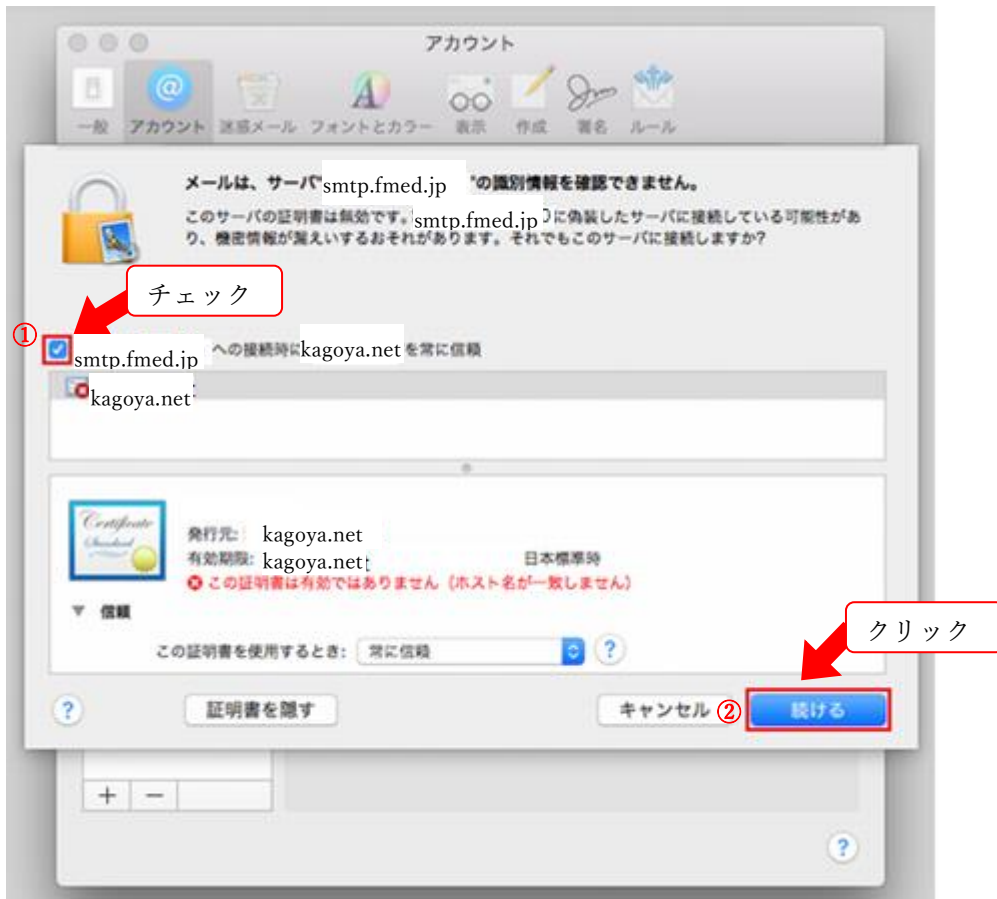 アカウント
一般 アカウント 迷惑メール フォントとカラー 表示 作成 署名 ルール
メールは、サーバ"smtp.fmed.jp "の識別情報を確認できません。
このサーバの証明書は無効です。"smtp.fmed.jp"に偽装したサーバに接続している可能性があ
り、機密情報が漏えいするおそれがあります。それでもこのサーバに接続しますか?
チェック
①
smtp.fmed.jp への接続時にkagoya.net を常に信頼
kagoya.net
Certificate
Standard
発行元: kagoya.net
有効期限: kagoya.net 日本標準時
この証明書は有効ではありません（ホスト名が一致しません）
▼ 信頼
クリック
この証明書を使用するとき: 常に信頼 ?
? 証明書を隠す キャンセル ② 続ける
+ −
?